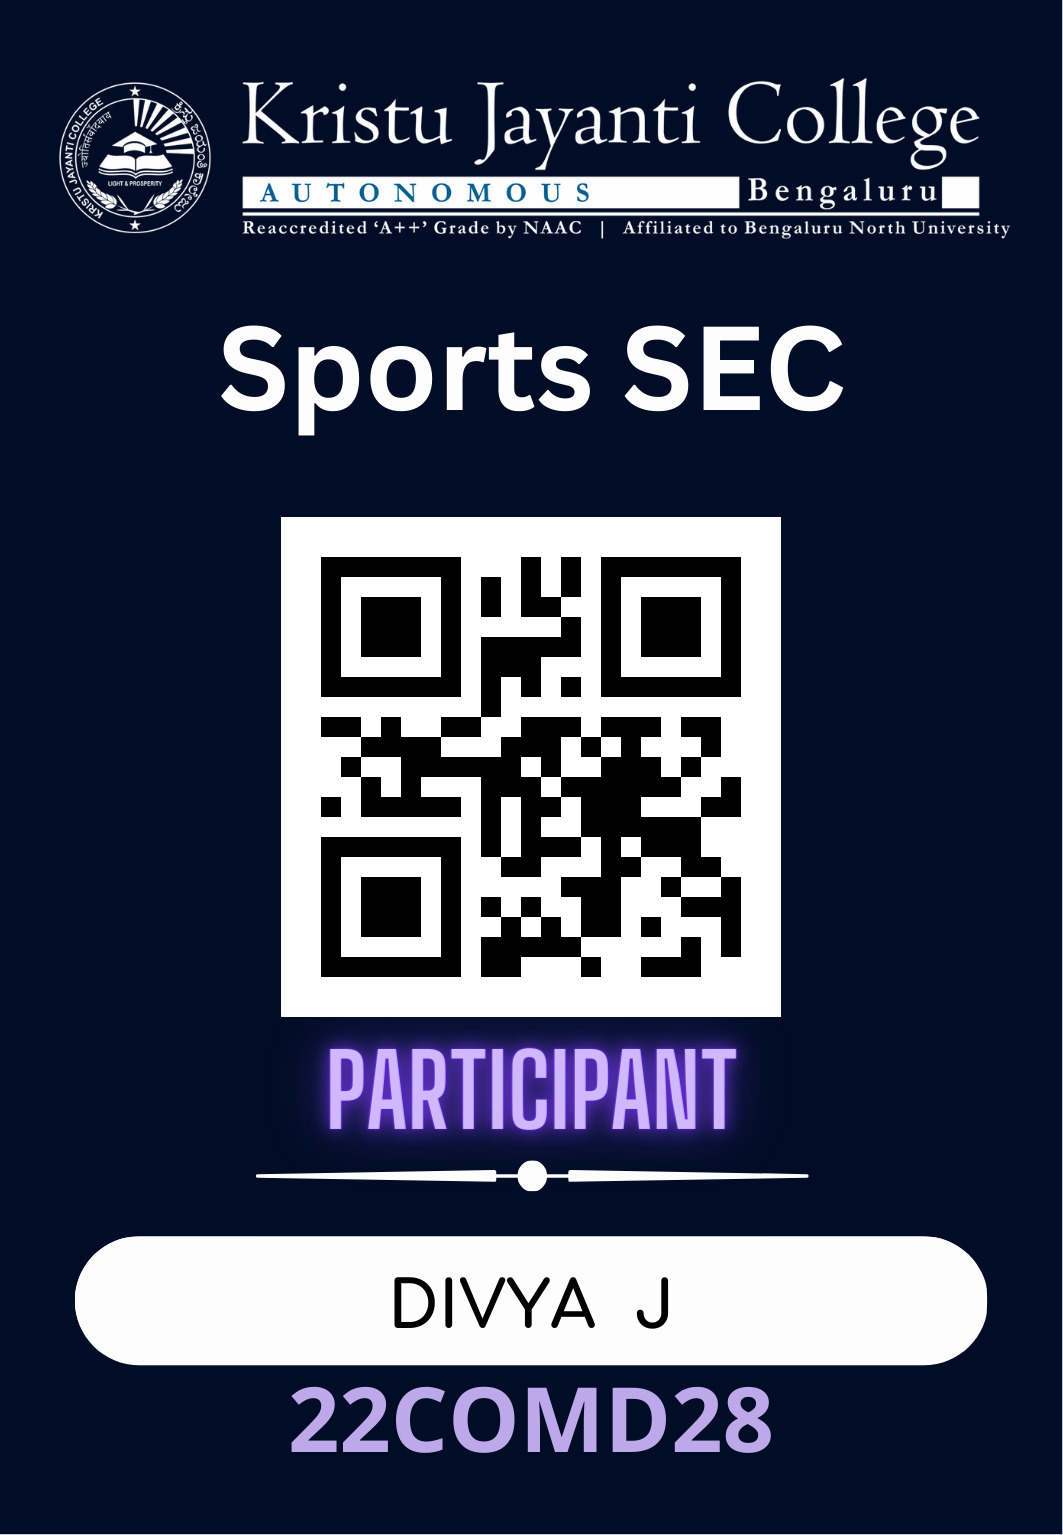 KRISTU JAYANTI COLLEGE
ಕ್ರಿಸ್ತು ಜಯಂತಿ ಕಾಲೇಜು
LIGHT & PROSPERITY
Kristu Jayanti College
AUTONOMOUS Bengaluru
Reaccredited ‘A++’ Grade by NAAC | Affiliated to Bengaluru North University
Sports SEC
PARTICIPANT
DIVYA J
22COMD28